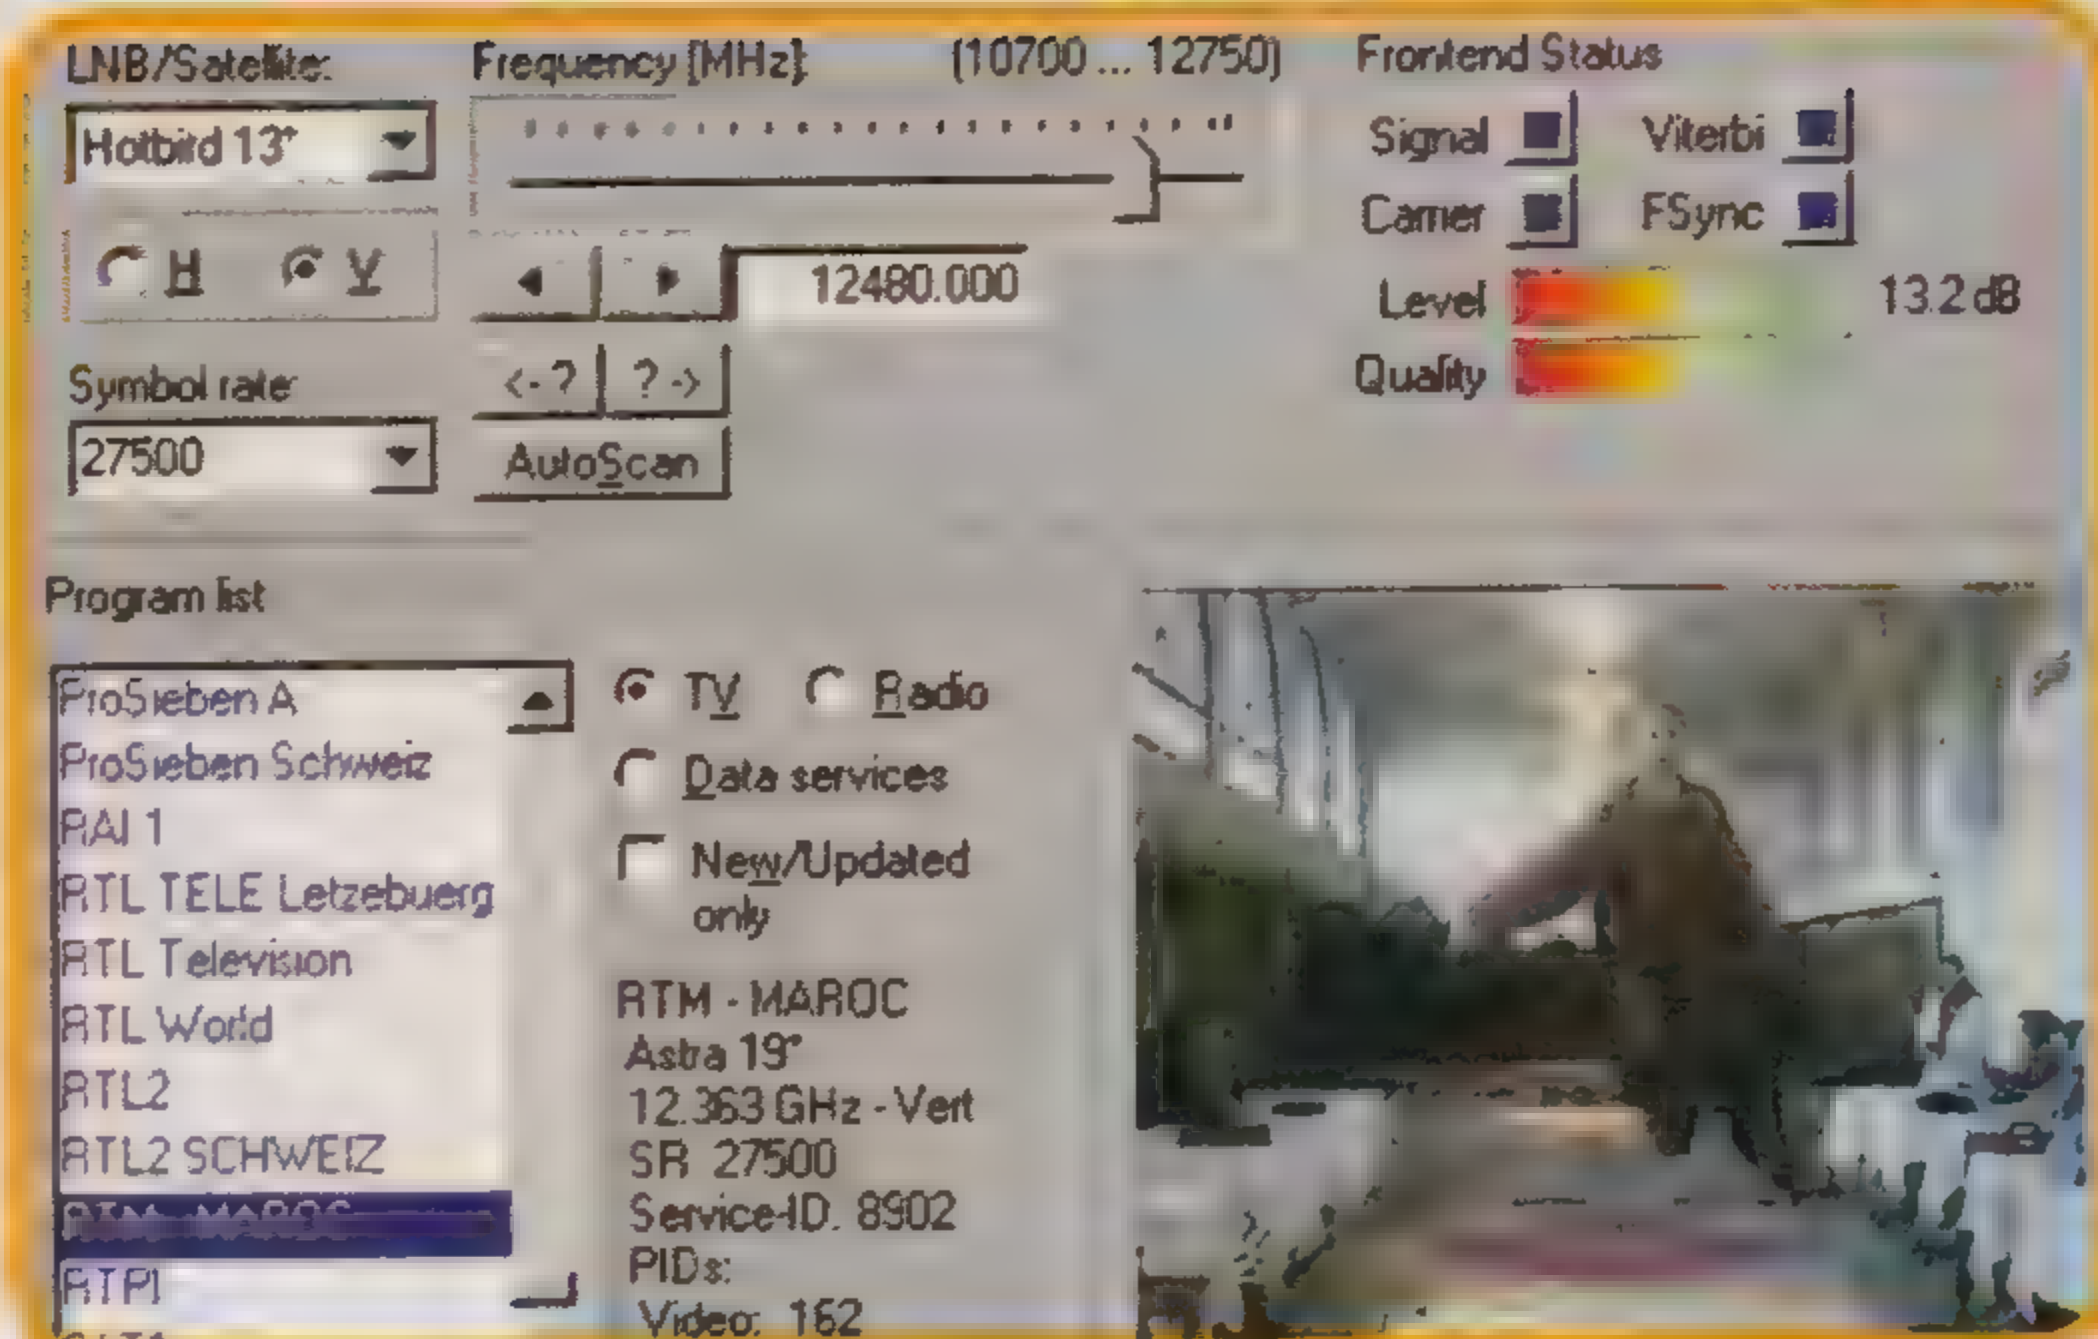 LNB/Satellite:
Frequency [MHz]:
(10700 ... 12750)
Frontend Status
Hotbird 13°
Signal
Viterbi
Carrier
FSync
H
V
12480.000
Level
13.2 dB
Symbol rate:
<-?
?->
Quality
27500
AutoScan
Program list
ProSieben A
ProSieben Schweiz
RAI 1
RTL TELE Letzebuerg
RTL Television
RTL World
RTL2
RTL2 SCHWEIZ
RTM - MAROC
RTPI
TV
Radio
Data services
New/Updated
only
RTM - MAROC
Astra 19°
12.363 GHz - Vert
SR 27500
Service-ID. 8902
PIDs:
Video: 162